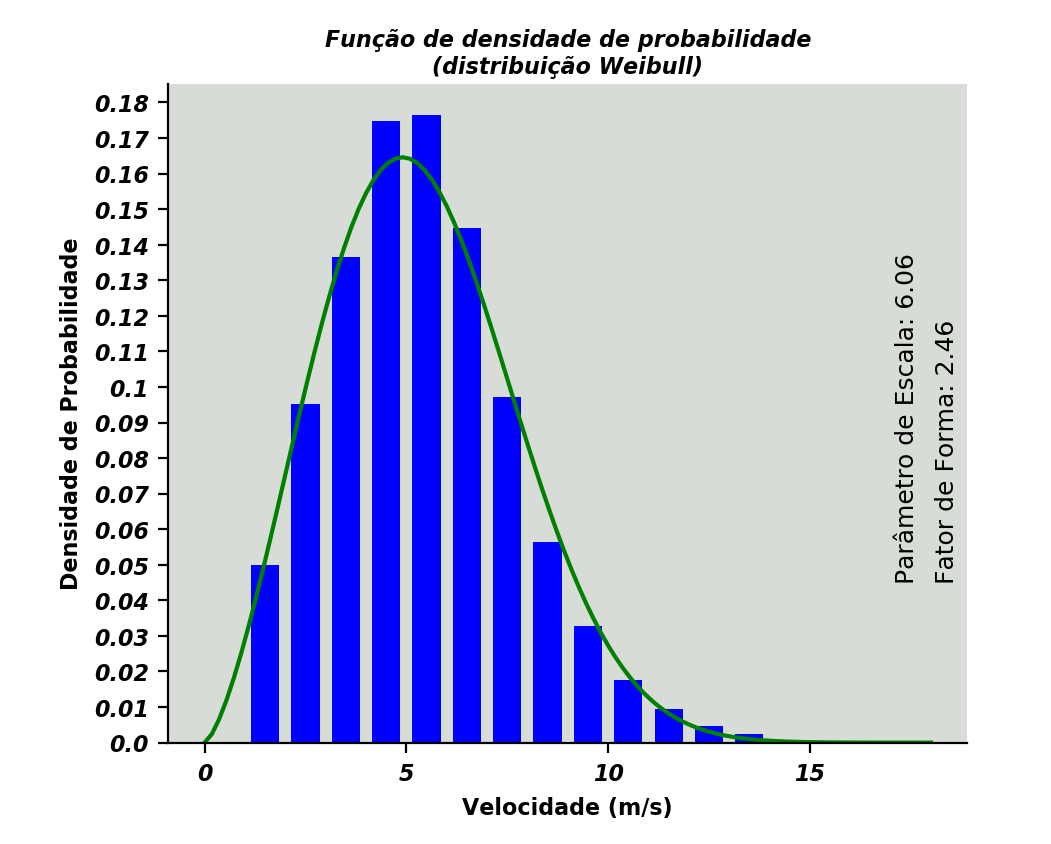 Função de densidade de probabilidade
(distribuição Weibull)
0.18
0.17
0.16
0.15
0.14
0.13
0.12
0.11
0.1
0.09
0.08
0.07
0.06
0.05
0.04
0.03
0.02
0.01
0.0
Densidade de Probabilidade
Parâmetro de Escala: 6.06
Fator de Forma: 2.46
0 5 10 15
Velocidade (m/s)